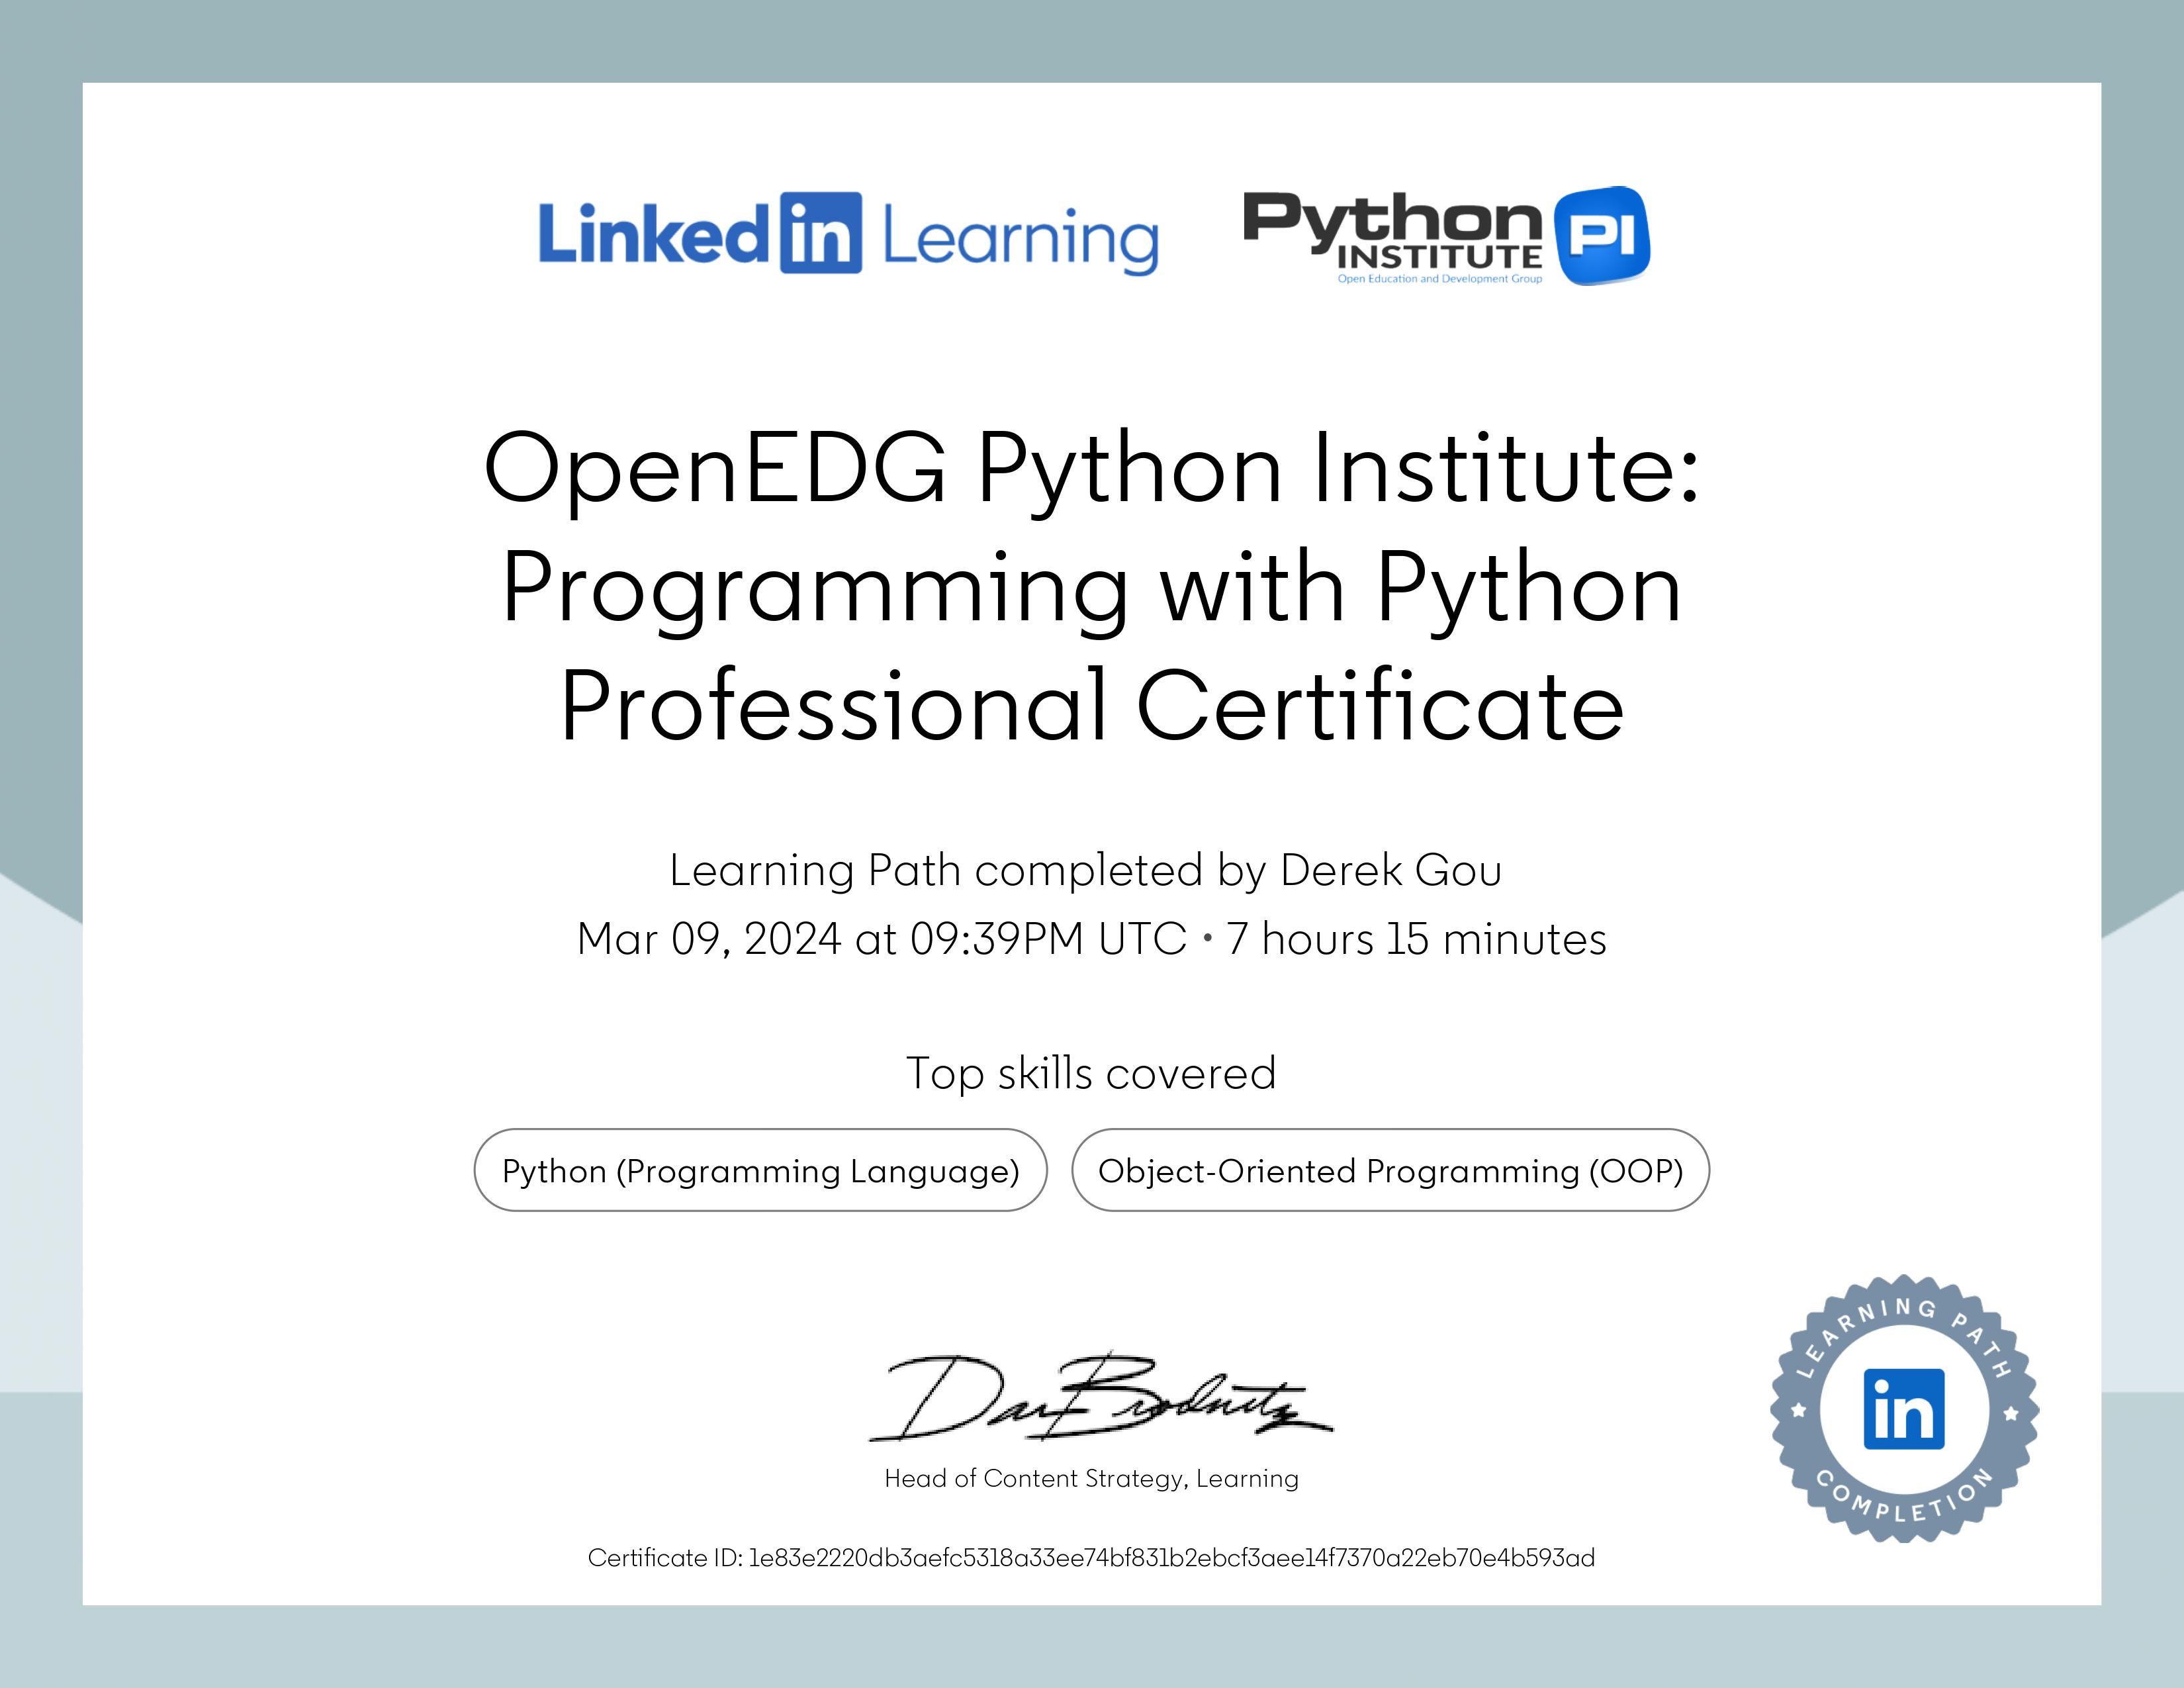 Linked in Learning
Python
INSTITUTE
Open Education and Development Group
PI
OpenEDG Python Institute:
Programming with Python
Professional Certificate
Learning Path completed by Derek Gou
Mar 09, 2024 at 09:39PM UTC • 7 hours 15 minutes
Top skills covered
Python (Programming Language)
Object-Oriented Programming (OOP)
Head of Content Strategy, Learning
Certificate ID: 1e83e2220db3aefc5318a33ee74bf831b2ebcf3aee14f7370a22eb70e4b593ad
LEARNING PATH
in
COMPLETION